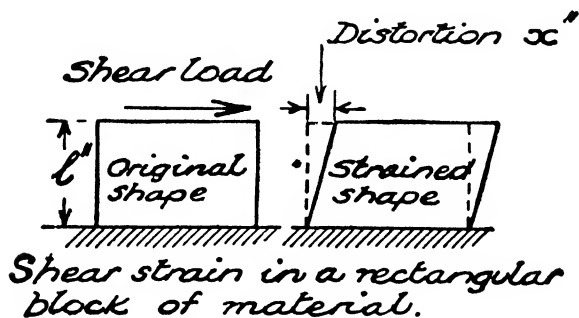 Distortion x"
Shear load
l"
Original
shape
Strained
shape
Shear strain in a rectangular
block of material.